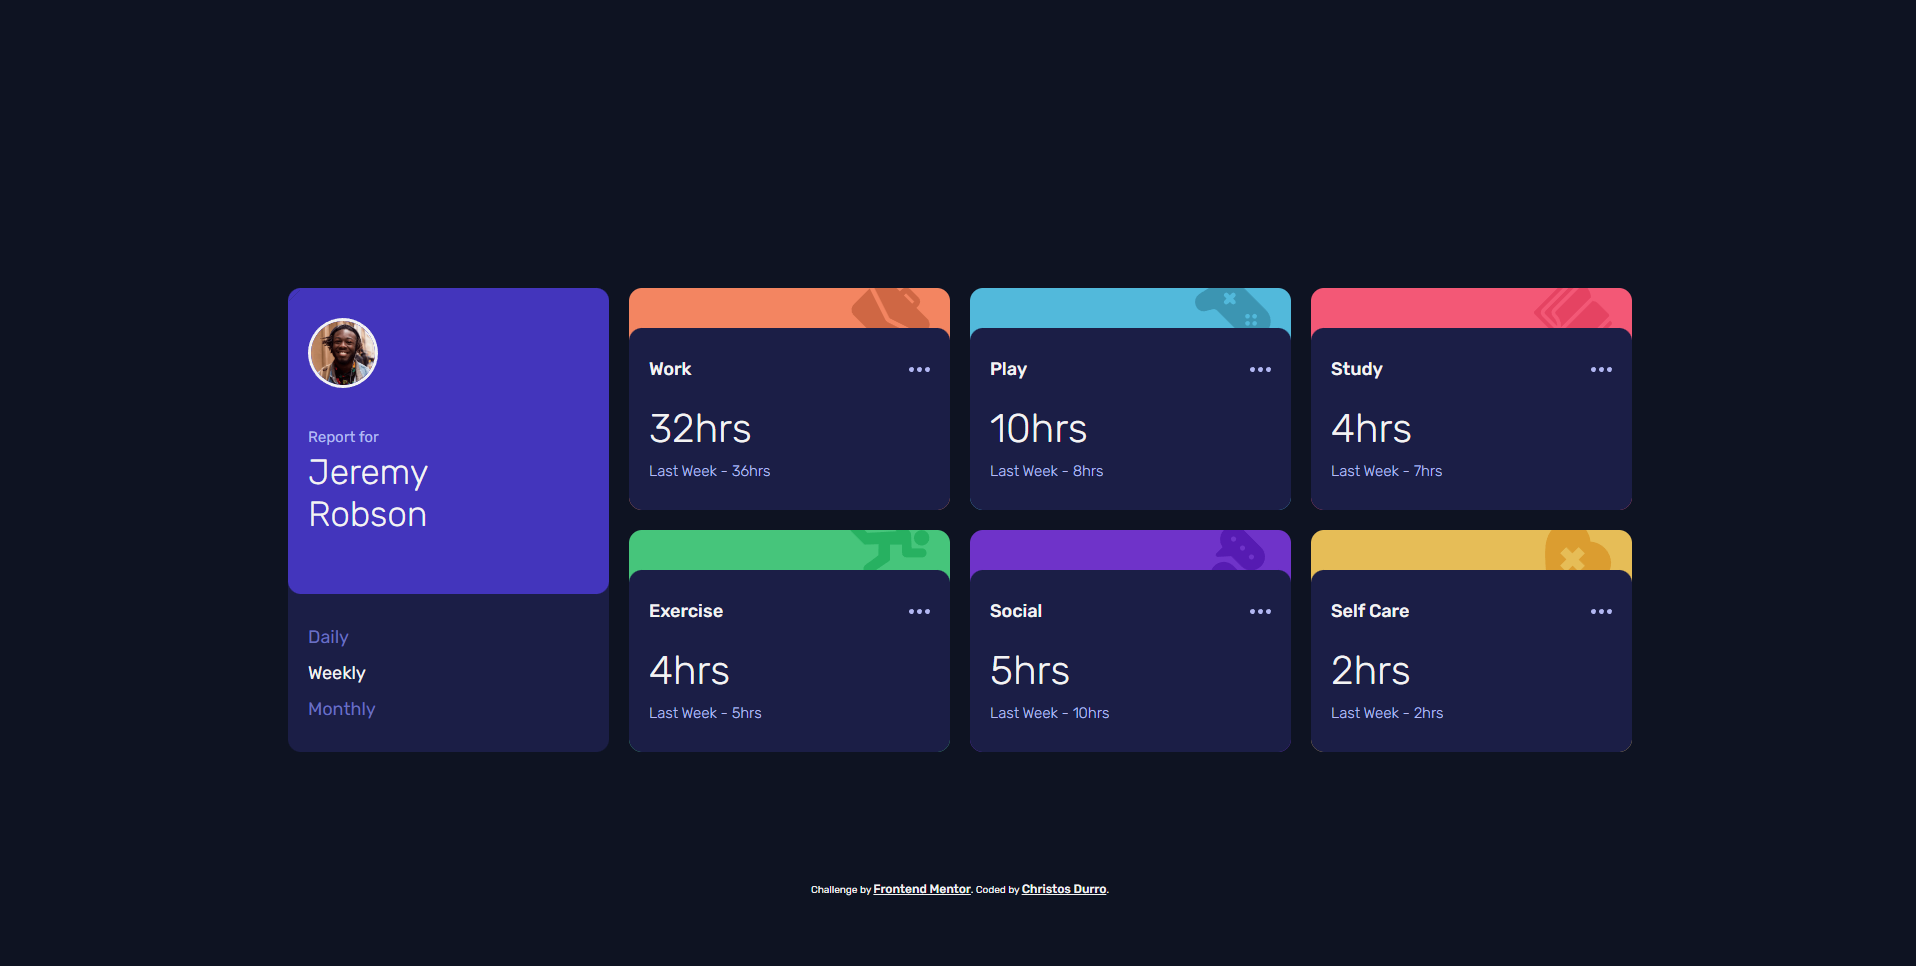 Report for
Jeremy
Robson
Daily
Weekly
Monthly
Work
32hrs
Last Week - 36hrs
Play
10hrs
Last Week - 8hrs
Study
4hrs
Last Week - 7hrs
Exercise
4hrs
Last Week - 5hrs
Social
5hrs
Last Week - 10hrs
Self Care
2hrs
Last Week - 2hrs
Challenge by Frontend Mentor. Coded by Christos Durro.